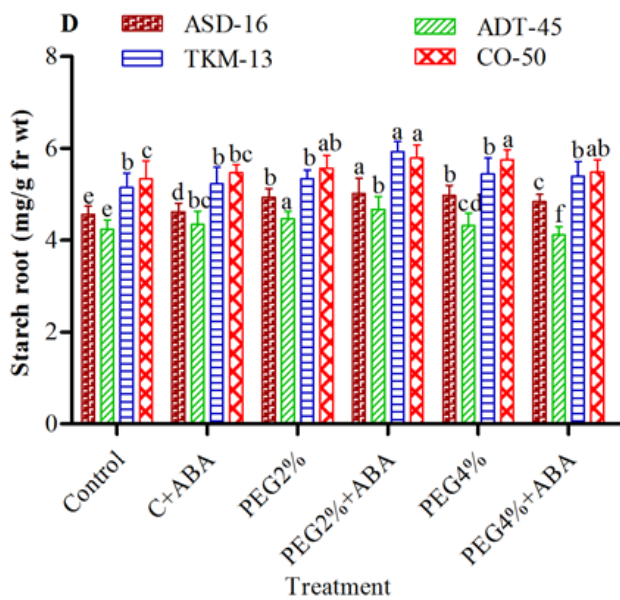 D
ASD-16
ADT-45
TKM-13
CO-50
Starch root (mg/g fr wt)
8
6
4
2
0
e e b c
d bc b bc
b a b ab
a b a a
b cd b a
c f b ab
Control
C+ABA
PEG2%
PEG2%+ABA
PEG4%
PEG4%+ABA
Treatment